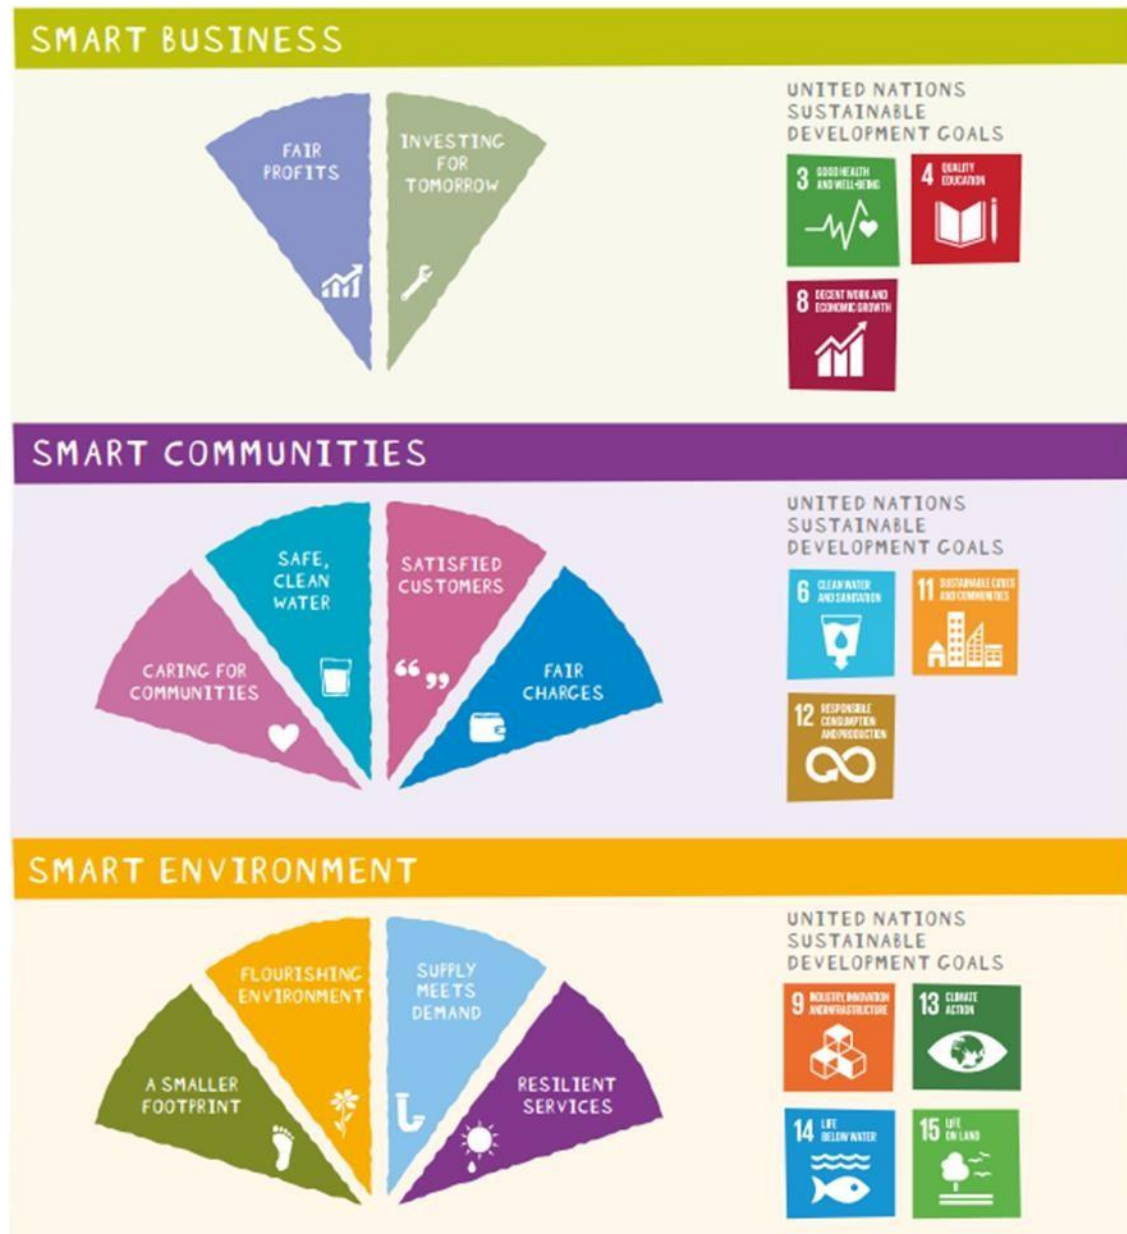 SMART BUSINESS
FAIR
PROFITS
INVESTING
FOR
TOMORROW
UNITED NATIONS
SUSTAINABLE
DEVELOPMENT GOALS
3 GOOD HEALTH
AND WELL-BEING
4 QUALITY
EDUCATION
8 DECENT WORK AND
ECONOMIC GROWTH
SMART COMMUNITIES
CARING FOR
COMMUNITIES
SAFE,
CLEAN
WATER
SATISFIED
CUSTOMERS
“ ”
FAIR
CHARGES
UNITED NATIONS
SUSTAINABLE
DEVELOPMENT GOALS
6 CLEAN WATER
AND SANITATION
11 SUSTAINABLE CITIES
AND COMMUNITIES
12 RESPONSIBLE
CONSUMPTION
AND PRODUCTION
SMART ENVIRONMENT
A SMALLER
FOOTPRINT
FLOURISHING
ENVIRONMENT
SUPPLY
MEETS
DEMAND
RESILIENT
SERVICES
UNITED NATIONS
SUSTAINABLE
DEVELOPMENT GOALS
9 INDUSTRY, INNOVATION
AND INFRASTRUCTURE
13 CLIMATE
ACTION
14 LIFE
BELOW WATER
15 LIFE
ON LAND